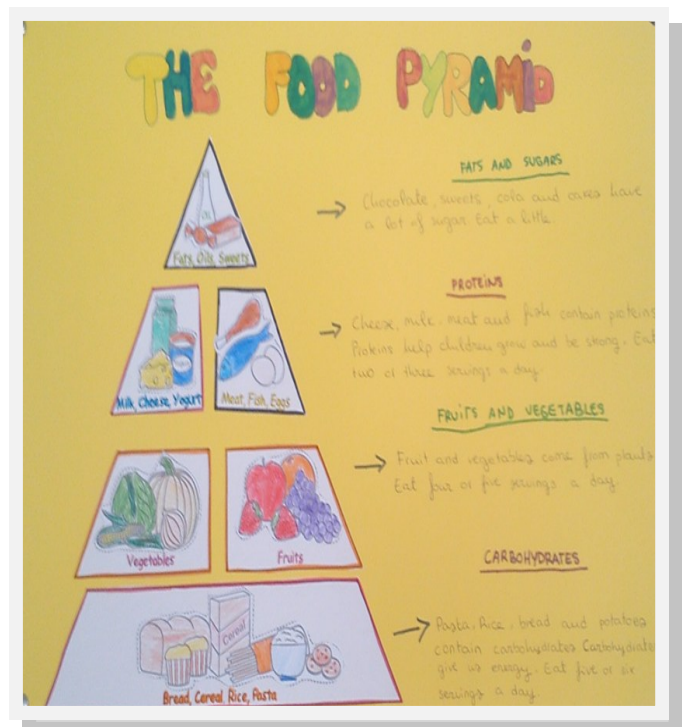 THE FOOD PYRAMiD
FATS AND SUGARS
Chocolate, sweets, cola and cakes have
a lot of sugar. Eat a little.
OIL
Fats, Oils, Sweets
PROTEiNS
Cheese, milk, meat and fish contain proteins
Proteins help children grow and be strong. Eat
two or three servings a day
Milk, Cheese, Yogurt
Meat, Fish, Eggs
FRUiTS AND VEGETABLES
Fruit and vegetables come from plants
Eat four or five servings a day.
Vegetables
Fruits
CARBOHYDRATES
Pasta, Rice, bread and potatoes
contain carbohydrates Carbohydrate
give us energy. Eat five or six
servings a day.
Cereal
Bread, Cereal, Rice, Pasta